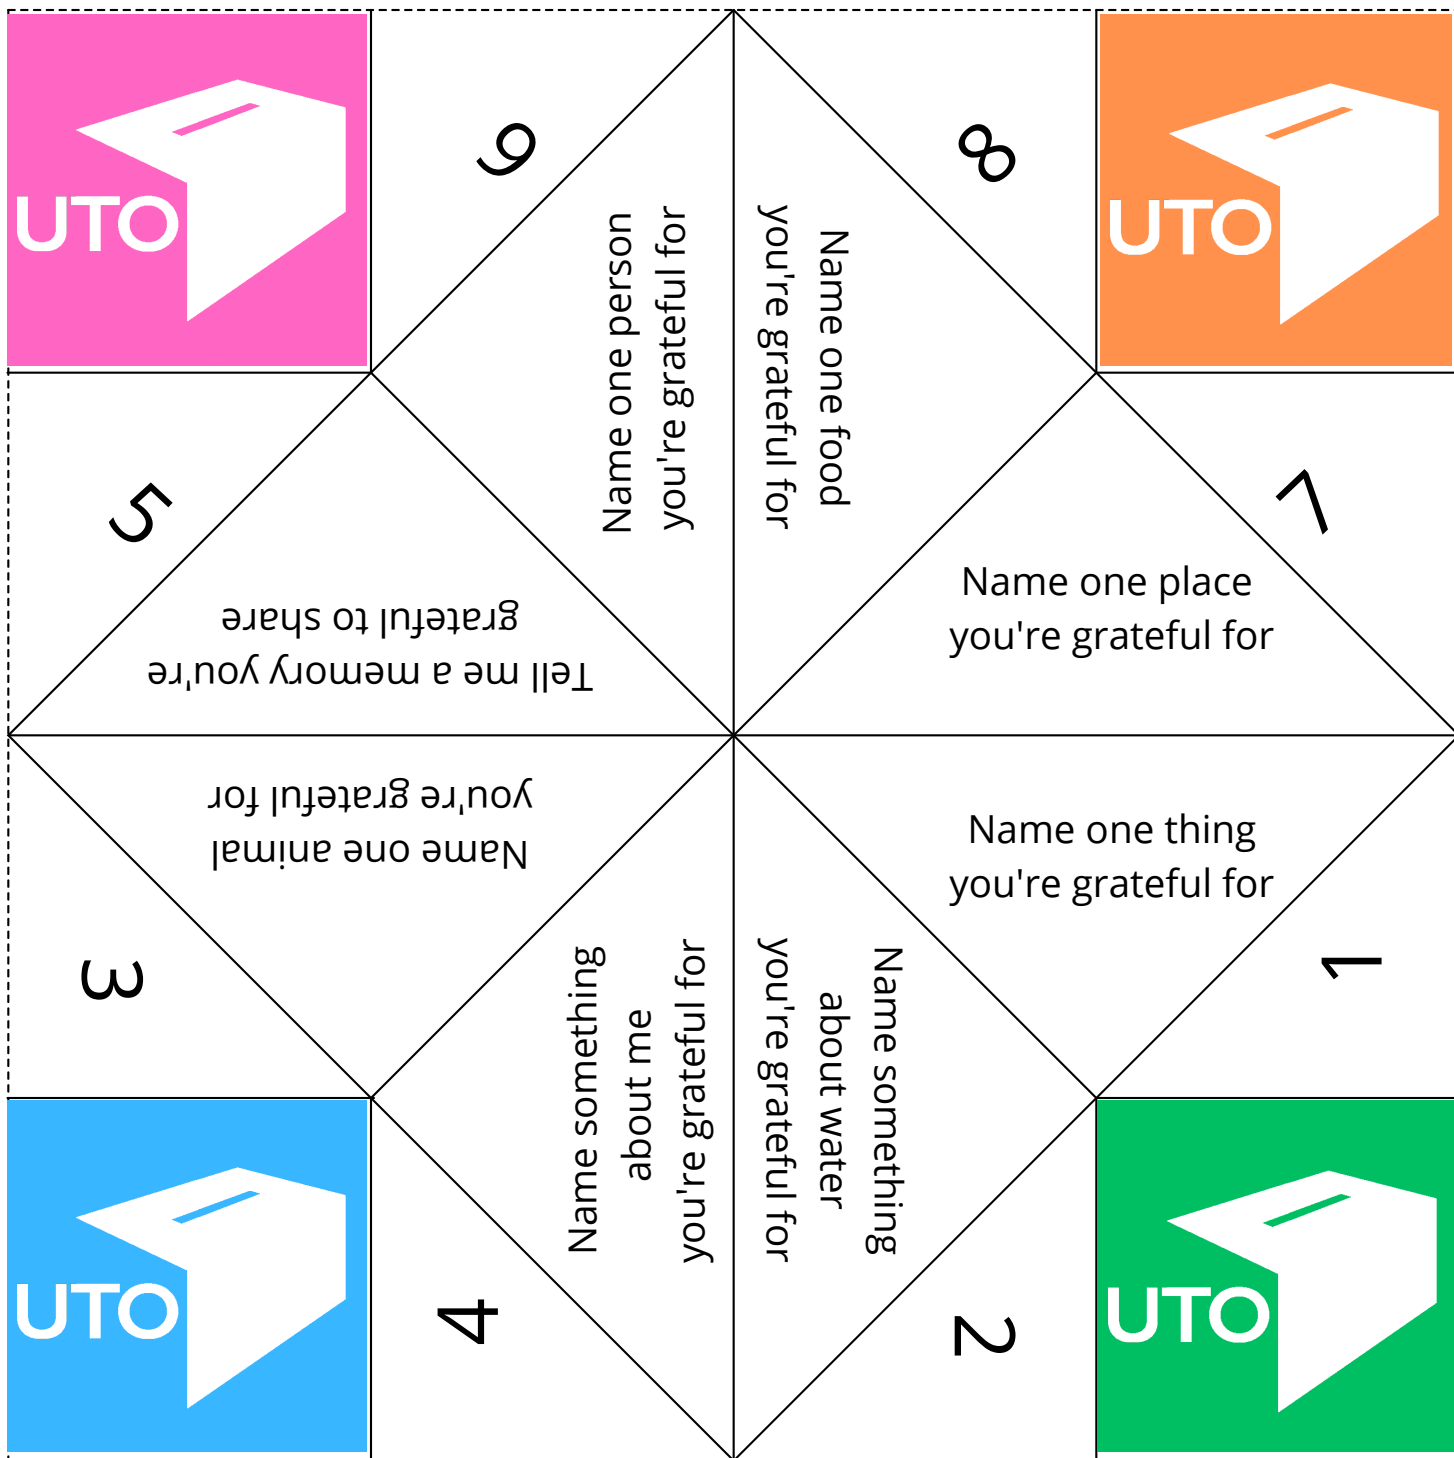 UTO
9
8
UTO
Name one person
you're grateful for
Name one food
you're grateful for
5
7
Tell me a memory you're
grateful to share
Name one place
you're grateful for
Name one animal
you're grateful for
Name one thing
you're grateful for
3
1
Name something
about me
you're grateful for
Name something
about water
you're grateful for
UTO
4
2
UTO